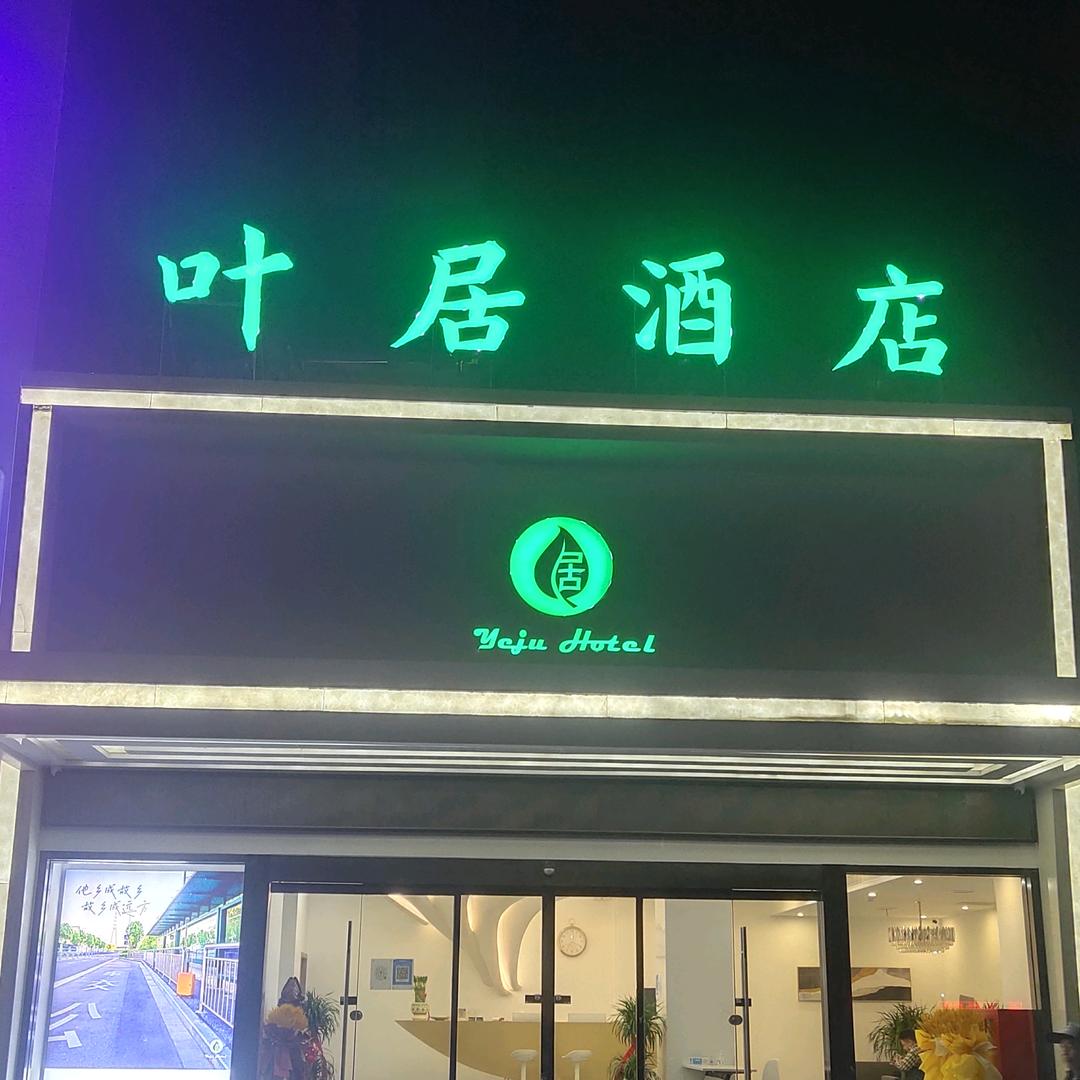 叶居酒店
居
Yeju Hotel
他乡成故乡
故乡成远方